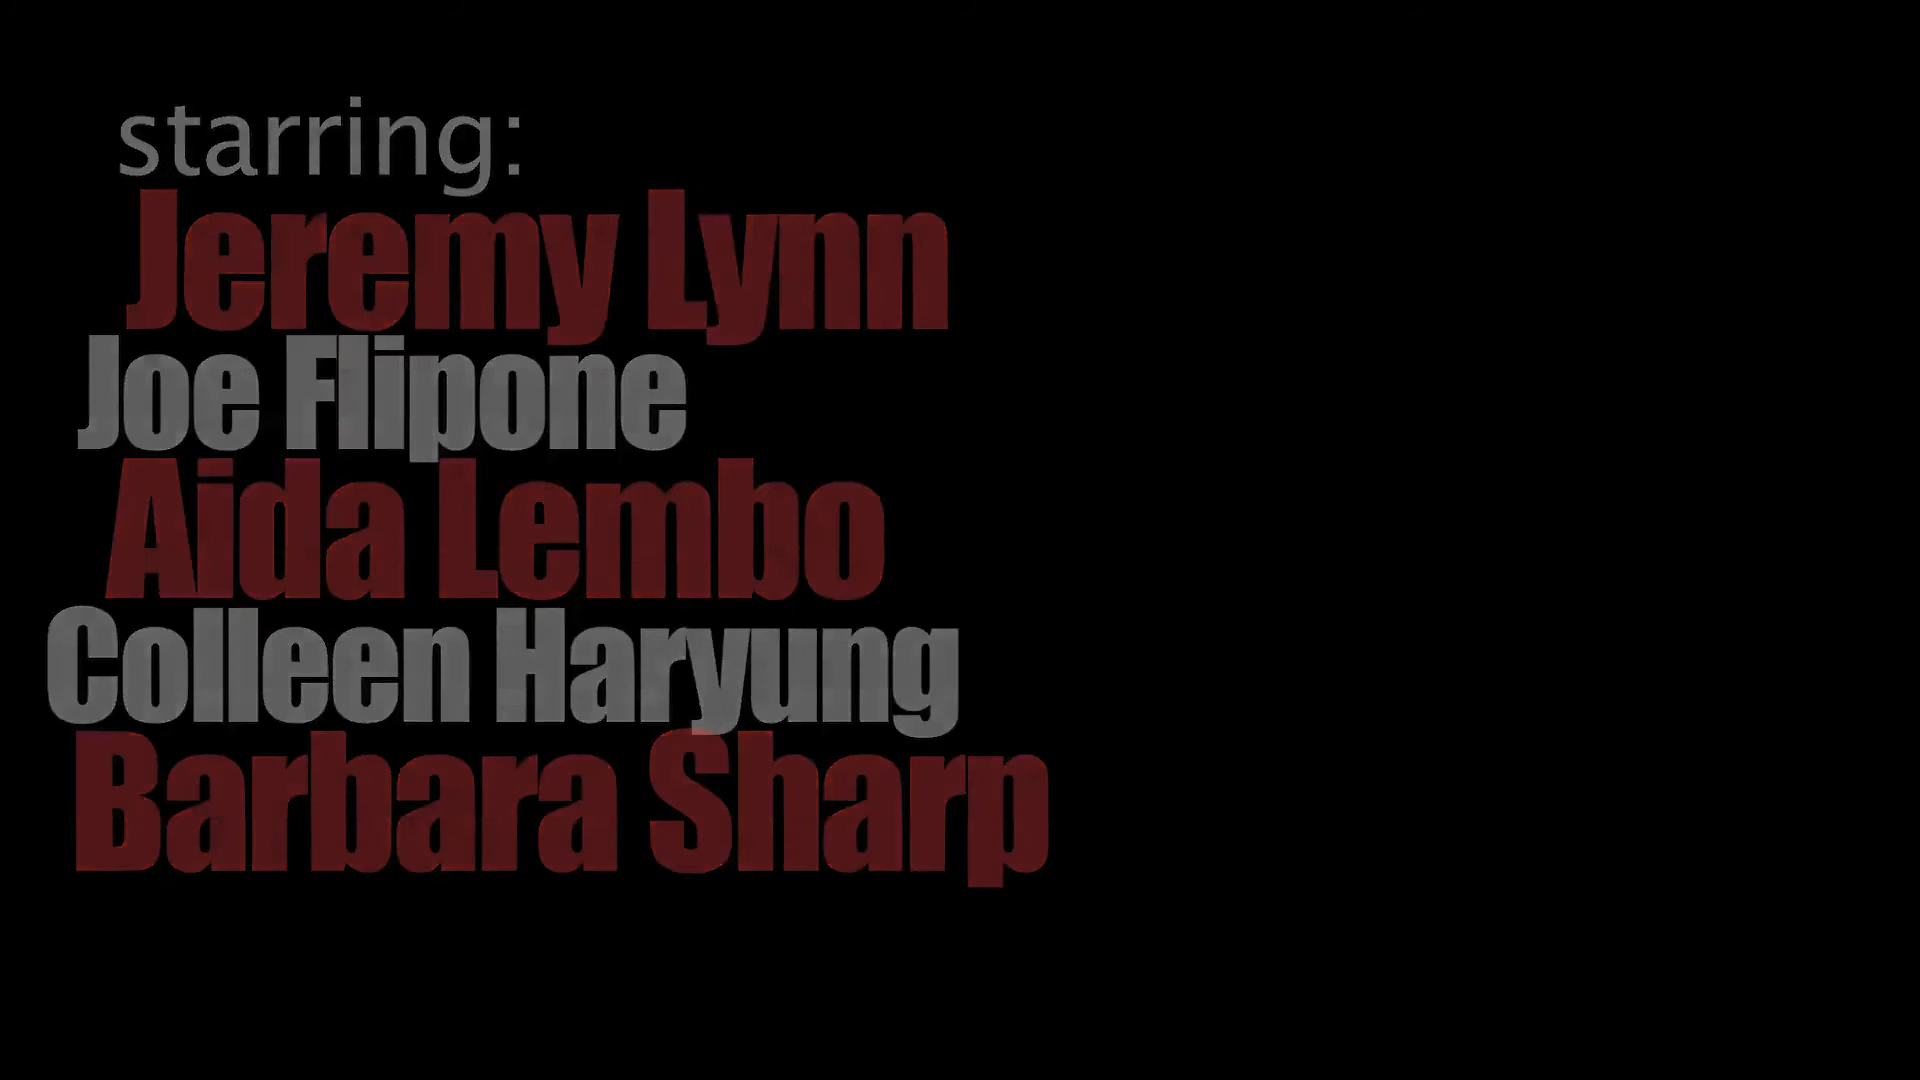 starring:
Jeremy Lynn
Joe Flipone
Aida Lembo
Colleen Haryung
Barbara Sharp